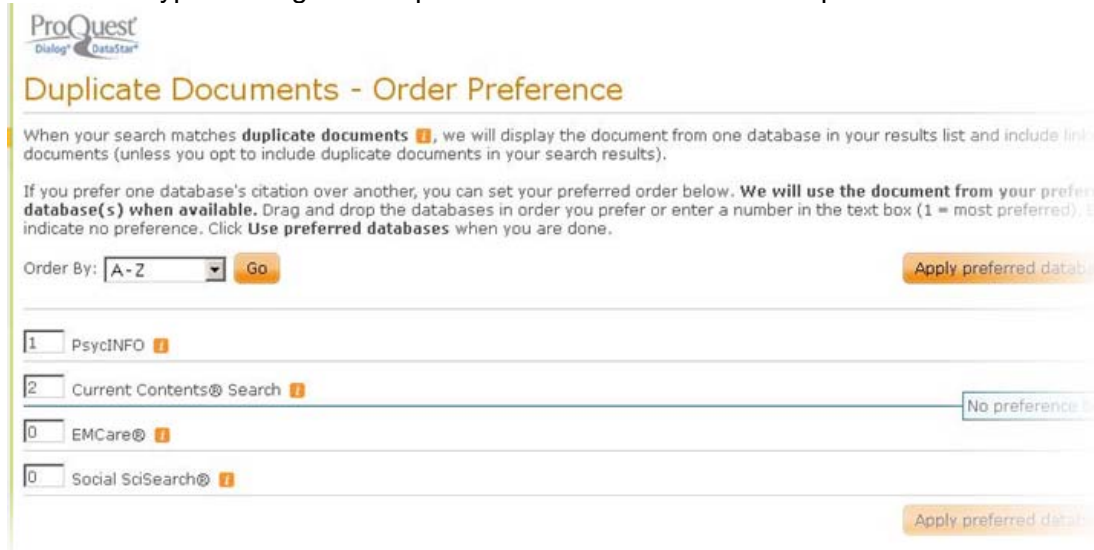 ProQuest
Dialog® DataStar®
Duplicate Documents - Order Preference
When your search matches duplicate documents i, we will display the document from one database in your results list and include
documents (unless you opt to include duplicate documents in your search results).
If you prefer one database's citation over another, you can set your preferred order below. We will use the document from your
database(s) when available. Drag and drop the databases in order you prefer or enter a number in the text box (1 = most preferred).
indicate no preference. Click Use preferred databases when you are done.
Order By: A - Z Go Apply preferred
1 PsycINFO i
2 Current Contents® Search i
No preference
0 EMCare® i
0 Social SciSearch® i
Apply preferred